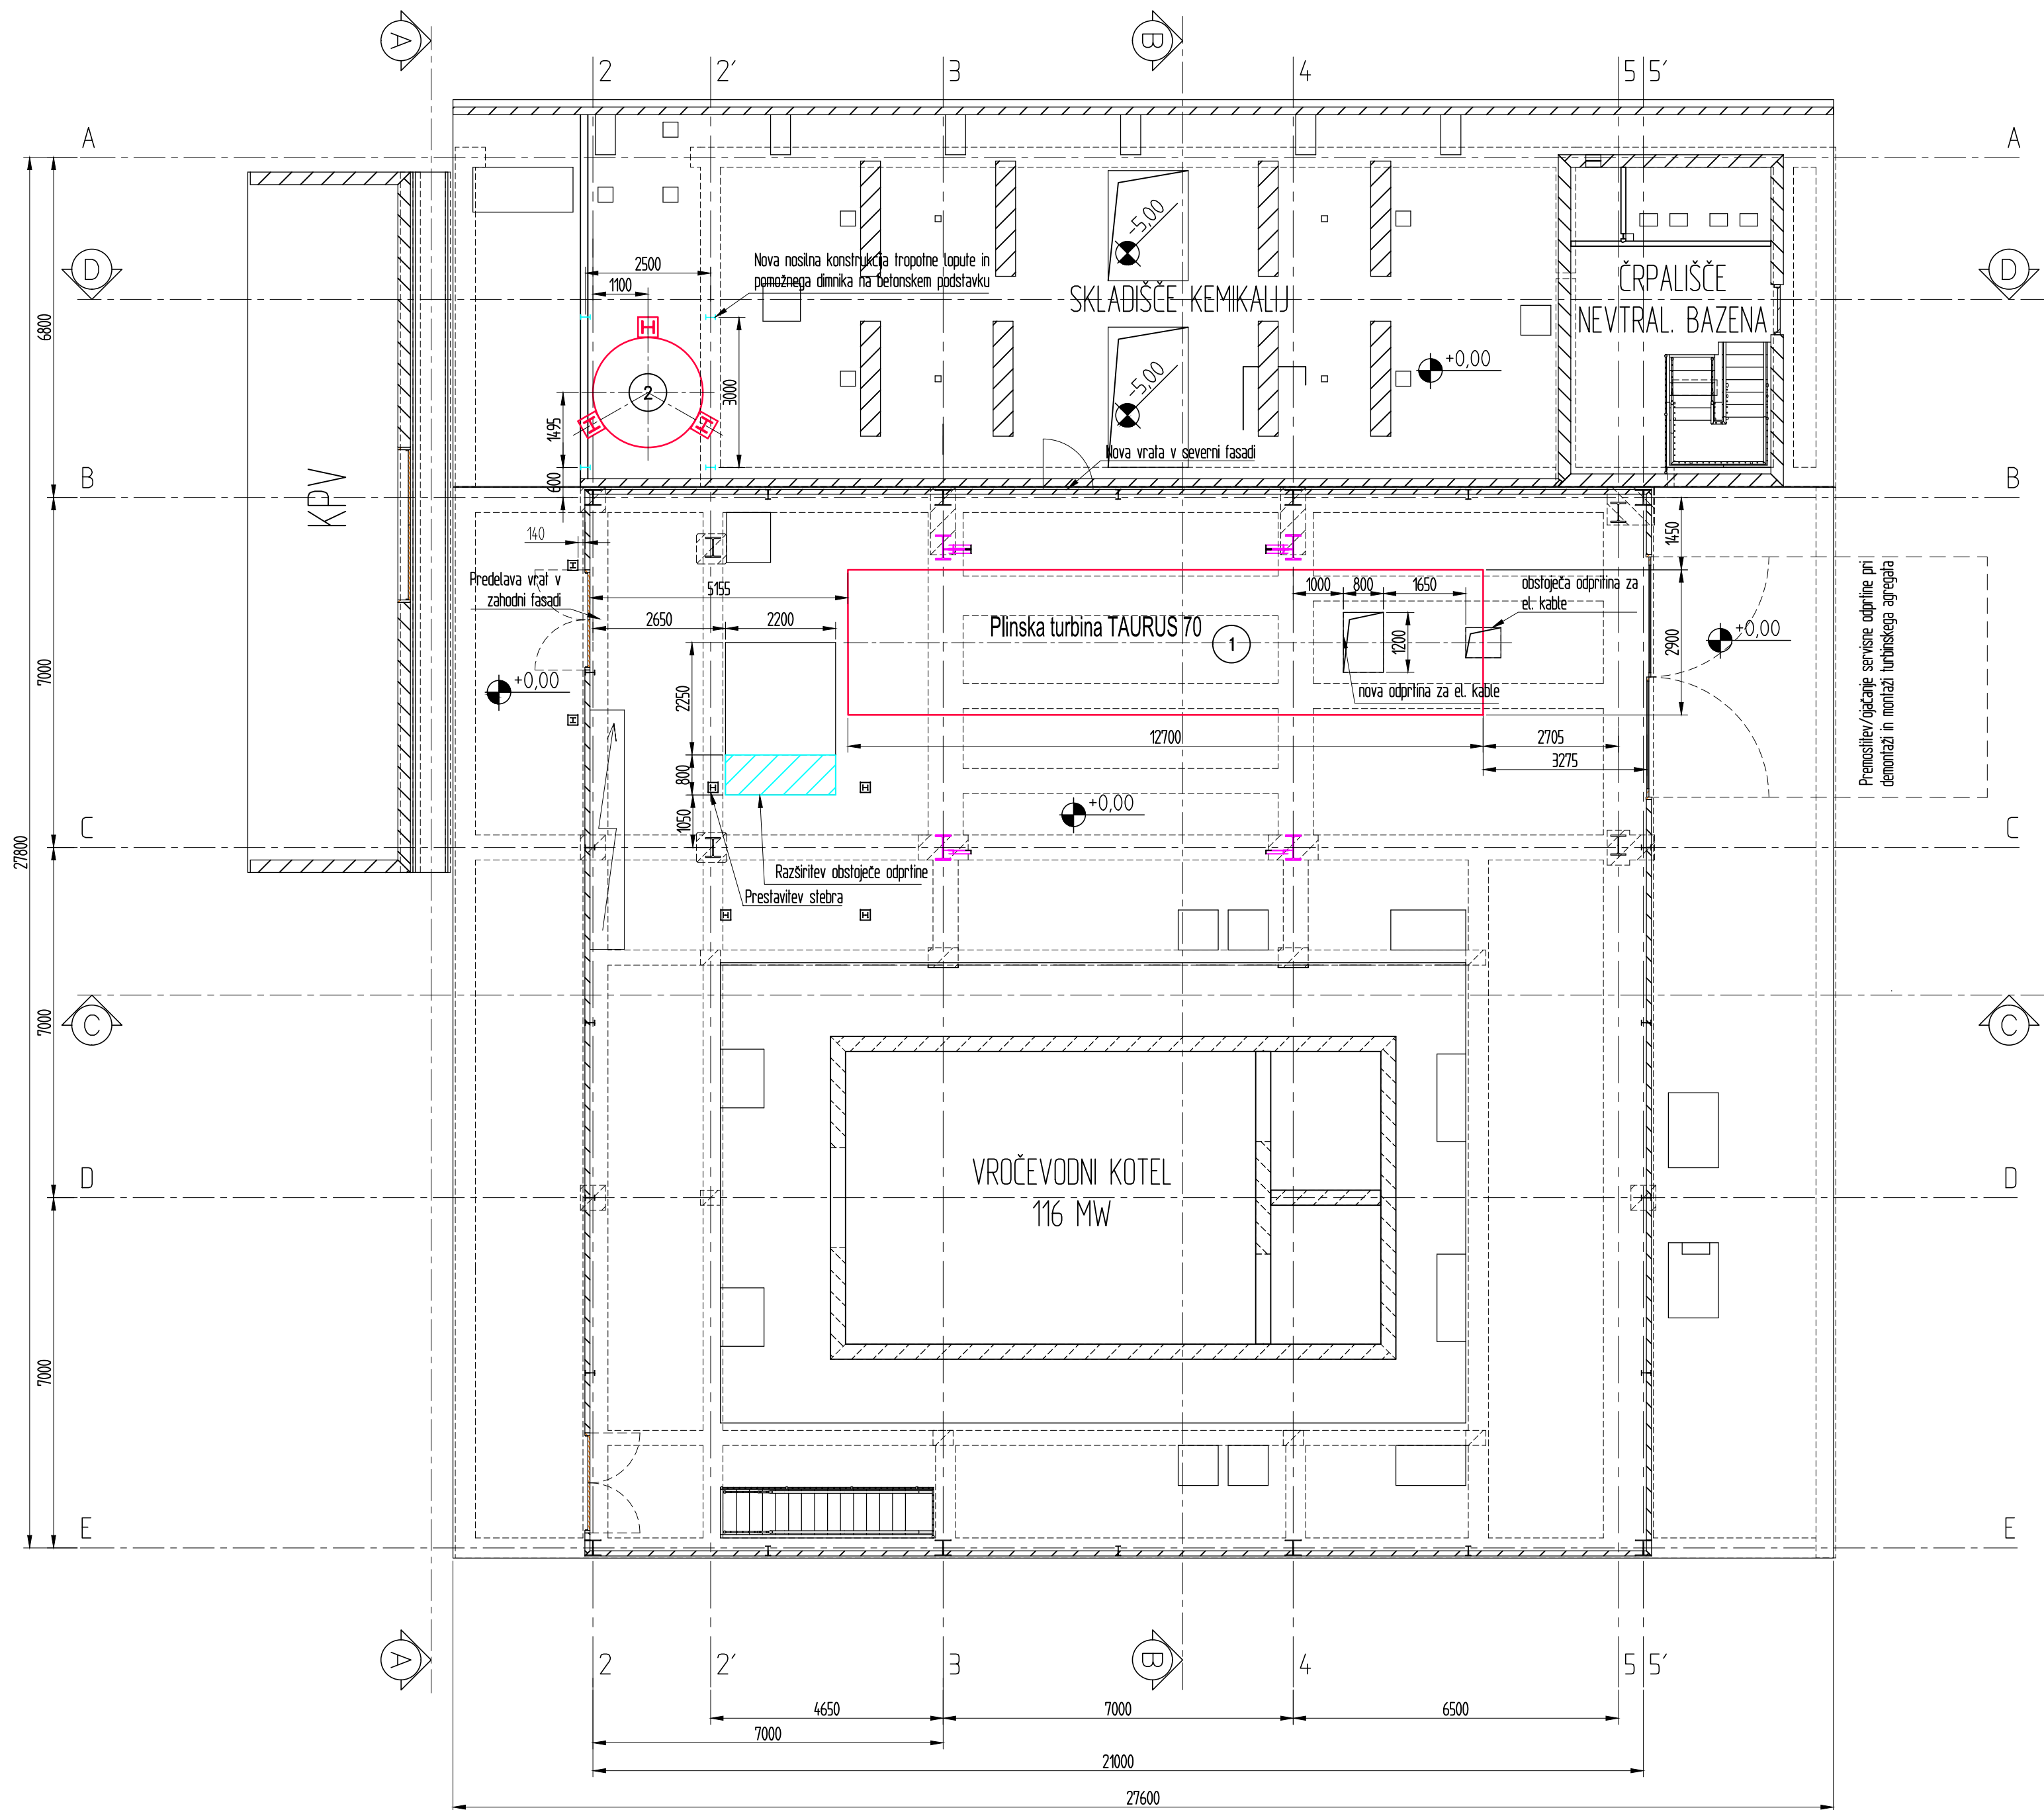 A
B
2
2'
3
4
5
5'
A
A
D
D
2500
1100
Nova nosilna konstrukcija tropotne lopute in
pomožnega dimnika na betonskem podstavku
-5,00
SKLADIŠČE KEMIKALIJ
ČRPALIŠČE
NEVTRAL. BAZENA
6800
3000
+0,00
2
-5,00
1495
Nova vrata v severni fasadi
600
B
B
KPV
140
1450
Predelava vrat v
zahodni fasadi
5155
1000
800
1650
obstoječa odprtina za
el. kable
2650
2200
Plinska turbina TAURUS 70
1
1200
2900
+0,00
Premostitev/ojačanje servisne odprtine pri
demontaži in montaži turbinskega agregata
7000
+0,00
2250
nova odprtina za el. kable
12700
2705
3275
800
+0,00
1050
C
C
27800
Razširitev obstoječe odprtine
Prestavitev stebra
C
C
7000
VROČEVODNI KOTEL
116 MW
D
D
7000
E
E
A
B
2
2'
3
4
5
5'
4650
7000
6500
7000
21000
27600